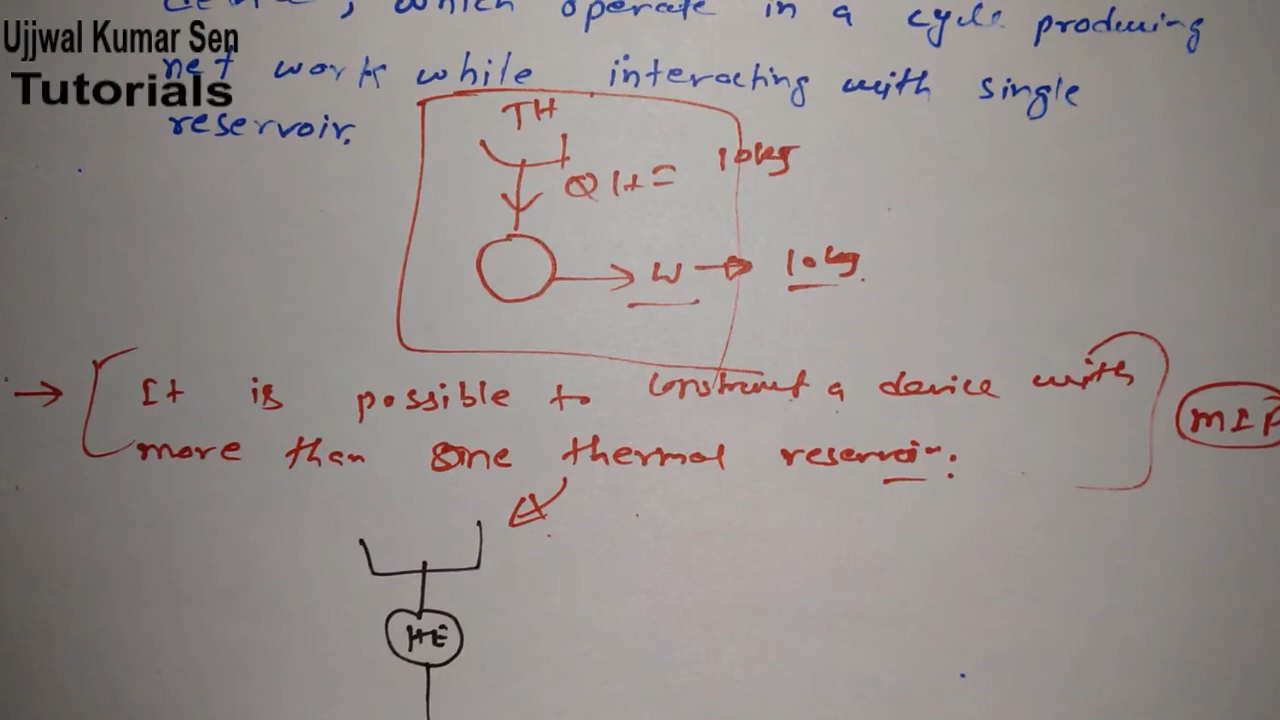 which operate in a cycle producing
Ujjwal Kumar Sen
Tutorials
net work while interacting with single
reservoir.
TH
QH = 10kJ
W → 10kJ
→ It is possible to construct a device with
more than one thermal reservoir.
HE